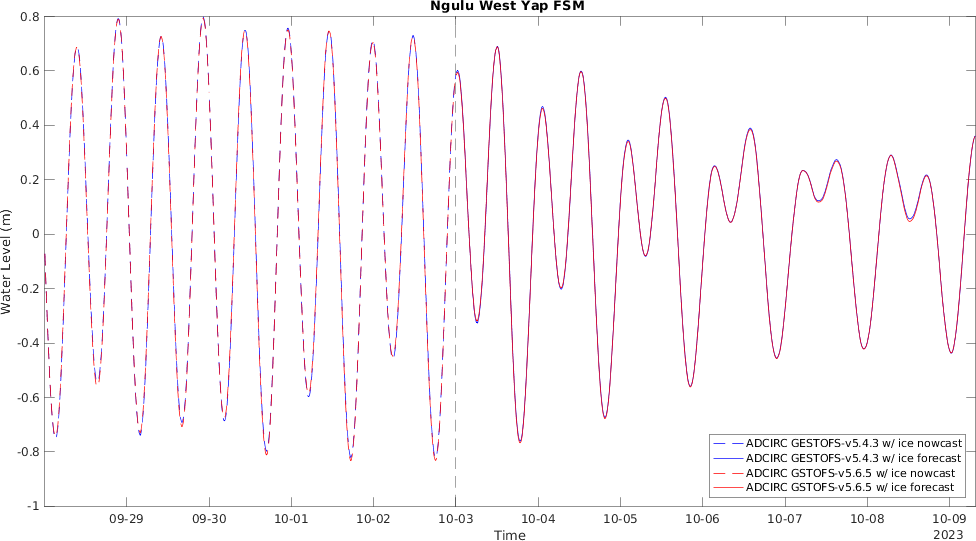 Ngulu West Yap FSM
0.8
0.6
0.4
0.2
0
-0.2
-0.4
-0.6
-0.8
-1
Water Level (m)
ADCIRC GESTOFS-v5.4.3 w/ ice nowcast
ADCIRC GESTOFS-v5.4.3 w/ ice forecast
ADCIRC GSTOFS-v5.6.5 w/ ice nowcast
ADCIRC GSTOFS-v5.6.5 w/ ice forecast
09-29 09-30 10-01 10-02 10-03 10-04 10-05 10-06 10-07 10-08 10-09
Time
2023